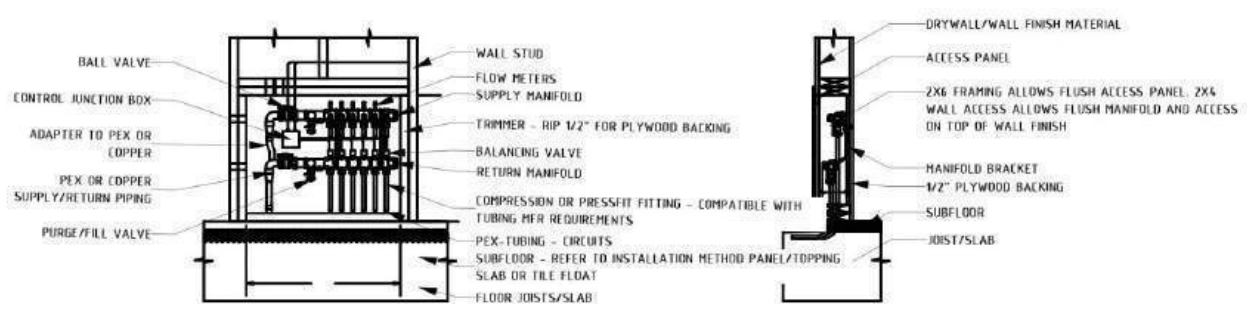 BALL VALVE
CONTROL JUNCTION BOX
ADAPTER TO PEX OR
COPPER
PEX OR COPPER
SUPPLY/RETURN PIPING
PURGE/FILL VALVE
WALL STUD
FLOW METERS
SUPPLY MANIFOLD
TRIMMER - RIP 1/2" FOR PLYWOOD BACKING
BALANCING VALVE
RETURN MANIFOLD
COMPRESSION OR PRESSFIT FITTING - COMPATIBLE WITH
TUBING MFR REQUIREMENTS
PEX-TUBING - CIRCUITS
SUBFLOOR - REFER TO INSTALLATION METHOD PANEL/TOPPING
SLAB OR TILE FLOAT
FLOOR JOISTS/SLAB
DRYWALL/WALL FINISH MATERIAL
ACCESS PANEL
2X6 FRAMING ALLOWS FLUSH ACCESS PANEL. 2X4
WALL ACCESS ALLOWS FLUSH MANIFOLD AND ACCESS
ON TOP OF WALL FINISH
MANIFOLD BRACKET
1/2" PLYWOOD BACKING
SUBFLOOR
JOIST/SLAB